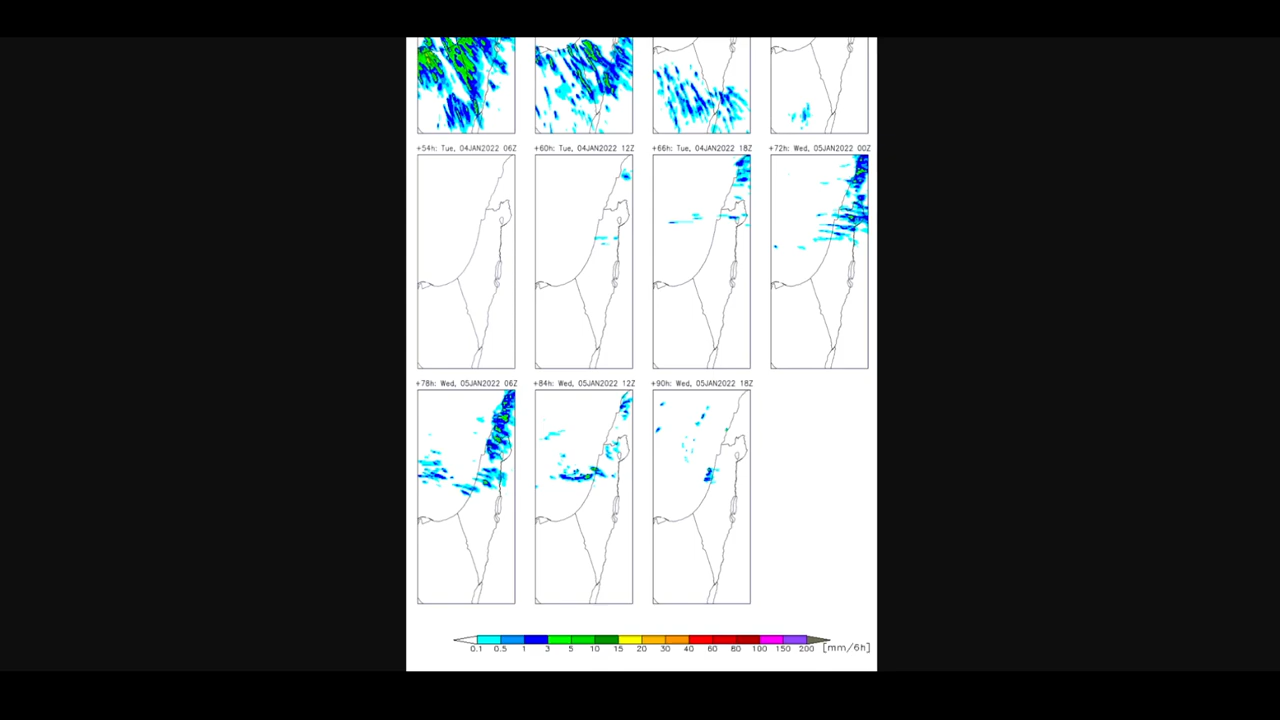 +54h: Tue, 04JAN2022 06Z
+60h: Tue, 04JAN2022 12Z
+66h: Tue, 04JAN2022 18Z
+72h: Wed, 05JAN2022 00Z
+78h: Wed, 05JAN2022 06Z
+84h: Wed, 05JAN2022 12Z
+90h: Wed, 05JAN2022 18Z
0.1 0.5 1 3 5 10 15 20 30 40 60 80 100 150 200 [mm/6h]